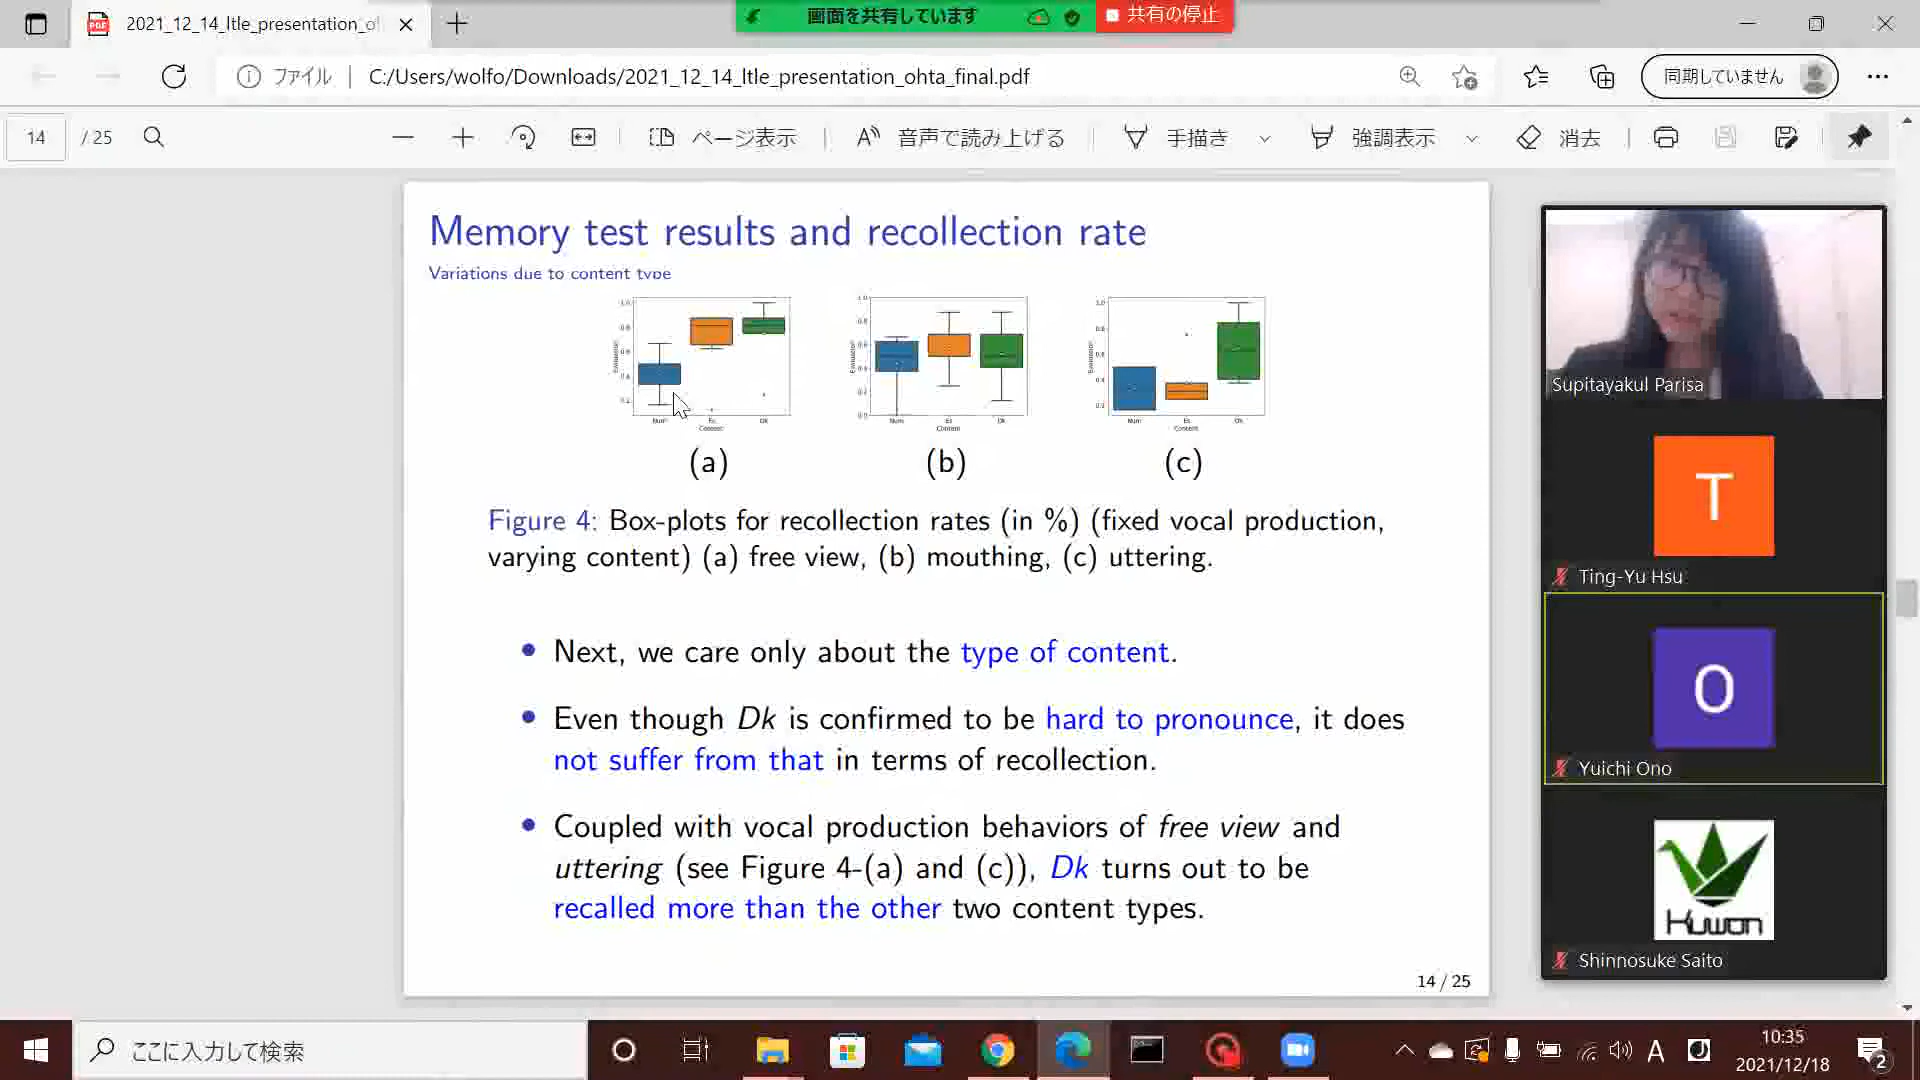 2021_12_14_ltle_presentation_o
画面を共有しています
共有の停止
ファイル
C:/Users/wolfo/Downloads/2021_12_14_ltle_presentation_ohta_final.pdf
同期していません
14 / 25
ページ表示
音声で読み上げる
手描き
強調表示
消去
Memory test results and recollection rate
Variations due to content type
(a)
(b)
(c)
Figure 4: Box-plots for recollection rates (in %) (fixed vocal production,
varying content) (a) free view, (b) mouthing, (c) uttering.
Next, we care only about the type of content.
Even though Dk is confirmed to be hard to pronounce, it does
not suffer from that in terms of recollection.
Coupled with vocal production behaviors of free view and
uttering (see Figure 4-(a) and (c)), Dk turns out to be
recalled more than the other two content types.
14 / 25
Supitayakul Parisa
T
Ting-Yu Hsu
O
Yuichi Ono
Kuwon
Shinnosuke Saito
ここに入力して検索
A
10:35
2021/12/18
2